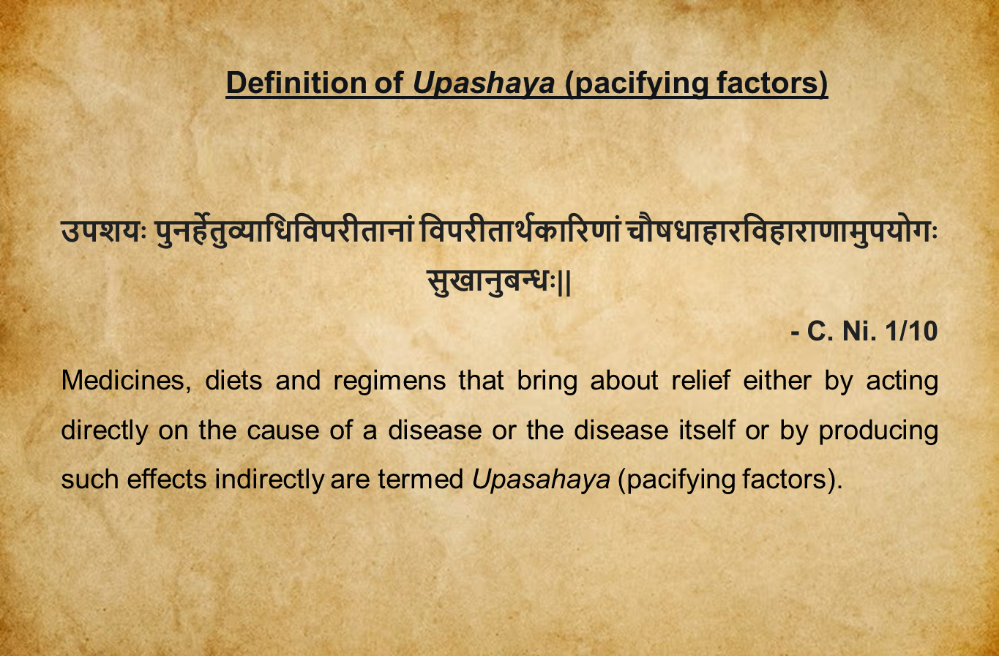 Definition of Upashaya (pacifying factors)
उपशयः पुनर्हेतुव्याधिविपरीतानां विपरीतार्थकारिणां चौषधाहारविहाराणामुपयोगः
सुखानुबन्धः||
- C. Ni. 1/10
Medicines, diets and regimens that bring about relief either by acting
directly on the cause of a disease or the disease itself or by producing
such effects indirectly are termed Upasahaya (pacifying factors).